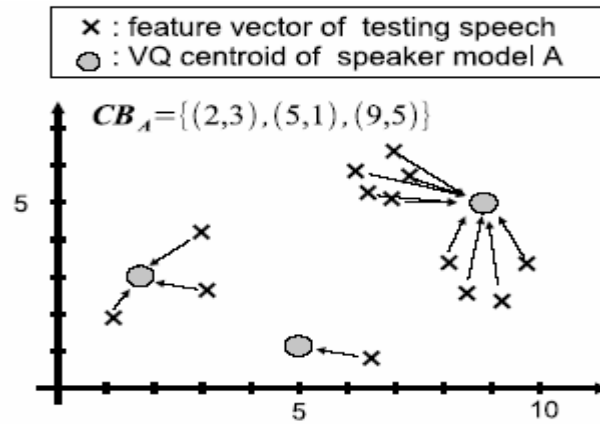 × : feature vector of testing speech
: VQ centroid of speaker model A
CB_A={(2,3),(5,1),(9,5)}
5
5
10